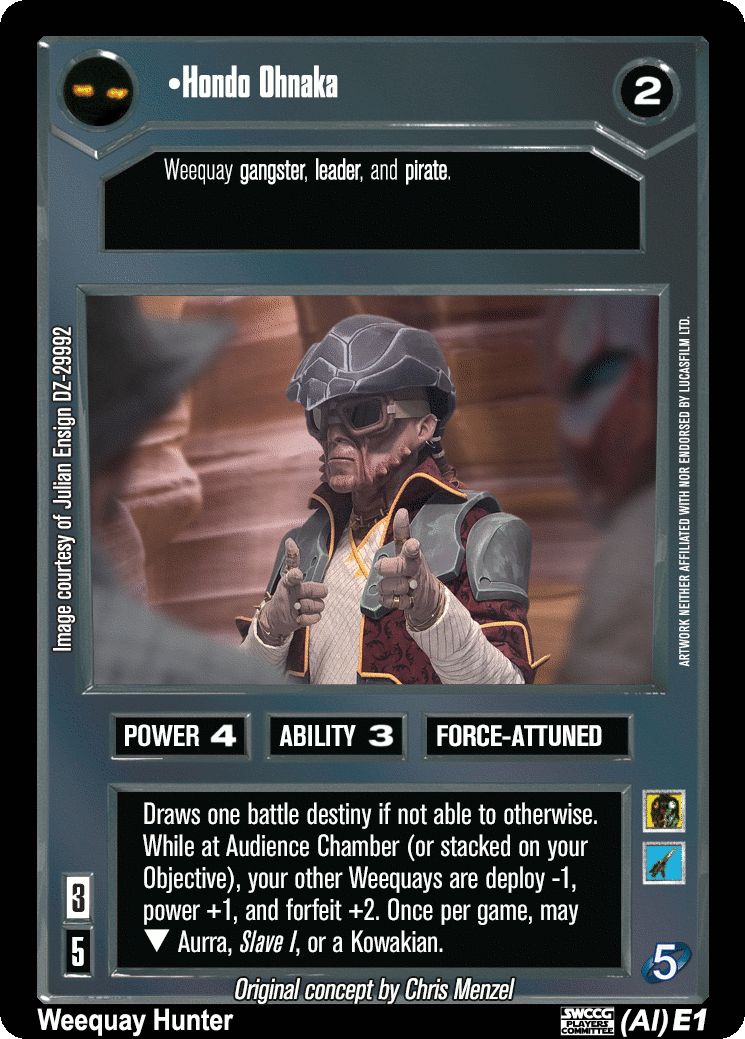 •Hondo Ohnaka
2
Weequay gangster, leader, and pirate.
Image courtesy of Julian Ensign DZ-29992
ARTWORK NEITHER AFFILIATED WITH NOR ENDORSED BY LUCASFILM LTD.
POWER 4
ABILITY 3
FORCE-ATTUNED
Draws one battle destiny if not able to otherwise.
While at Audience Chamber (or stacked on your
Objective), your other Weequays are deploy -1,
power +1, and forfeit +2. Once per game, may
▼ Aurra, Slave I, or a Kowakian.
3
5
5
Original concept by Chris Menzel
Weequay Hunter
SWCCG
PLAYERS
COMMITTEE
(AI) E1